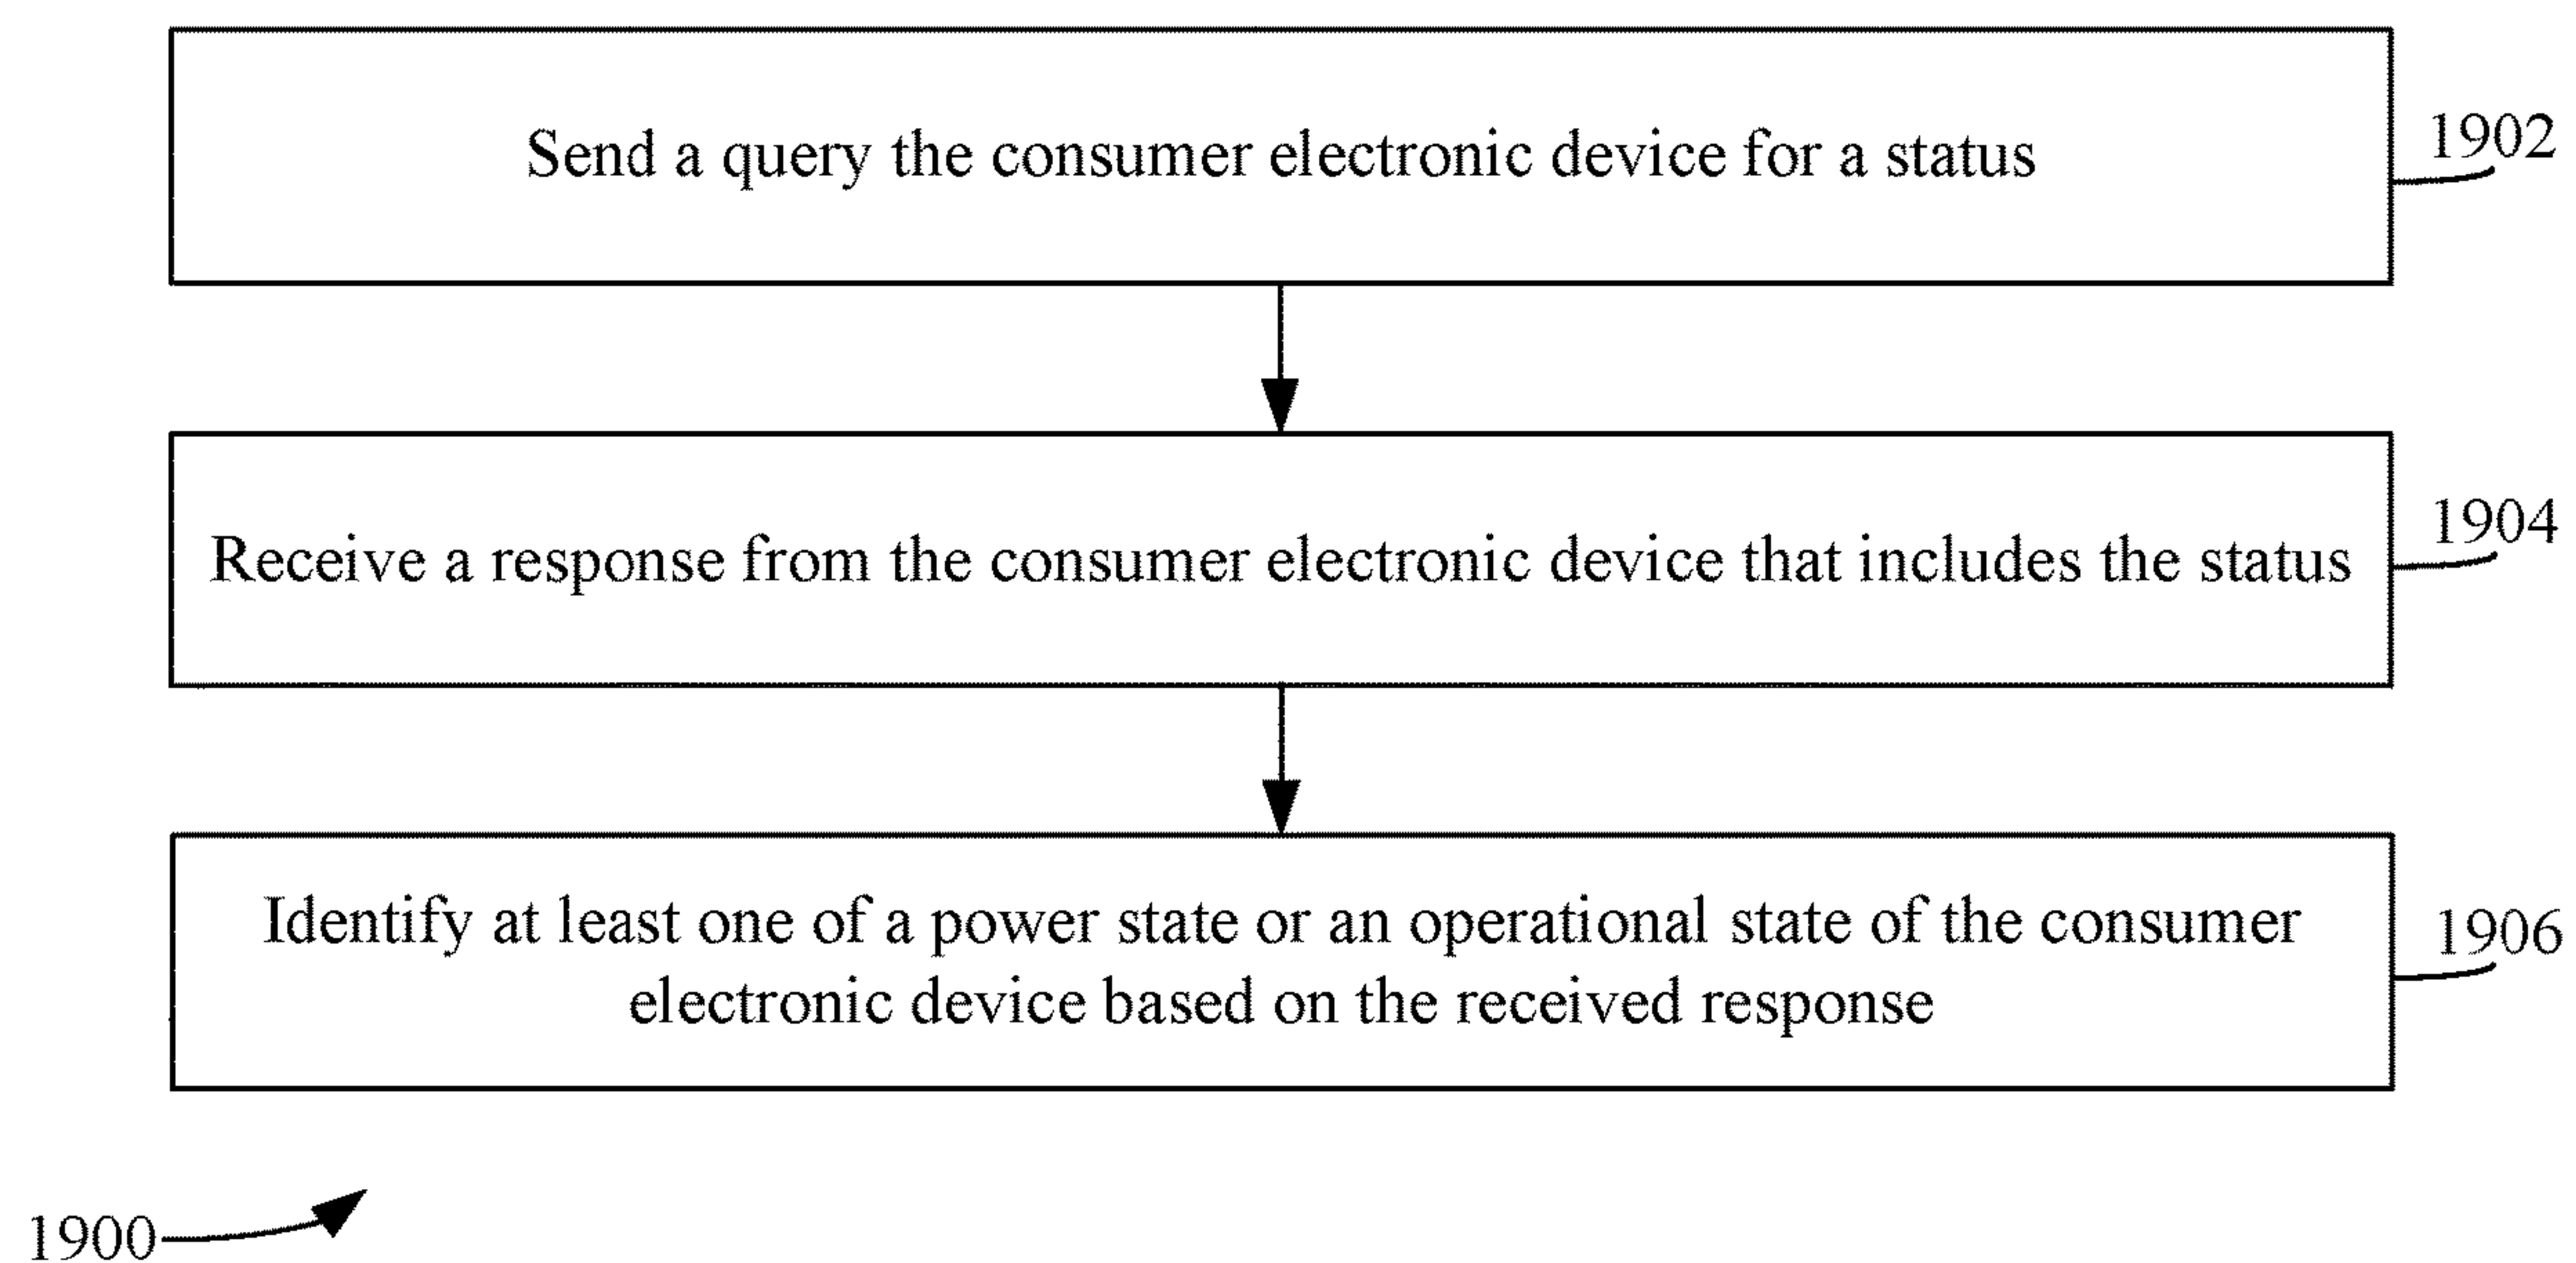 Send a query the consumer electronic device for a status
1902
Receive a response from the consumer electronic device that includes the status
1904
Identify at least one of a power state or an operational state of the consumer
electronic device based on the received response
1906
1900